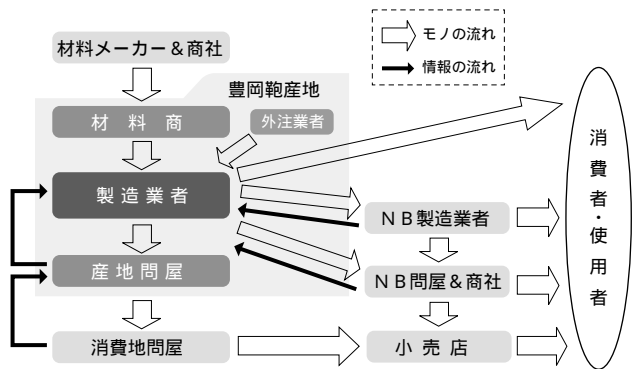 材料メーカー＆商社
モノの流れ
情報の流れ
豊岡鞄産地
材料商
外注業者
製造業者
産地問屋
消費地問屋
ＮＢ製造業者
ＮＢ問屋＆商社
小売店
消費者・使用者